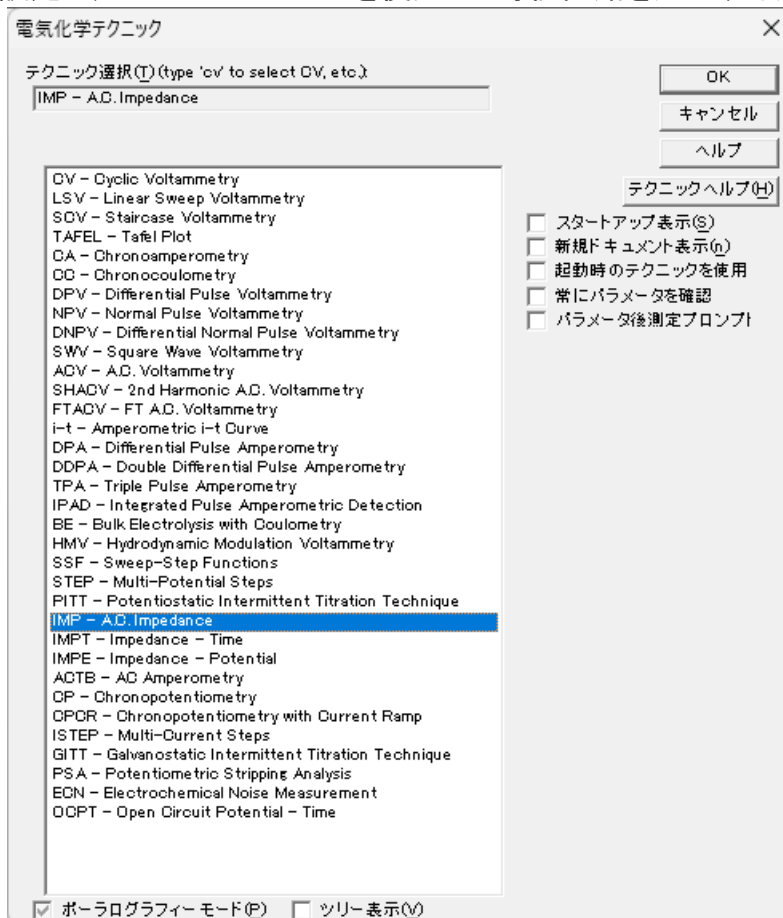 電気化学テクニック
テクニック選択(T)(type 'cv' to select CV, etc.):
IMP - A.C. Impedance
OK
キャンセル
ヘルプ
テクニックヘルプ(H)
スタートアップ表示(S)
新規ドキュメント表示(n)
起動時のテクニックを使用
常にパラメータを確認
パラメータ後測定プロンプト
CV - Cyclic Voltammetry
LSV - Linear Sweep Voltammetry
SCV - Staircase Voltammetry
TAFEL - Tafel Plot
CA - Chronoamperometry
CC - Chronocoulometry
DPV - Differential Pulse Voltammetry
NPV - Normal Pulse Voltammetry
DNPV - Differential Normal Pulse Voltammetry
SWV - Square Wave Voltammetry
ACV - A.C. Voltammetry
SHACV - 2nd Harmonic A.C. Voltammetry
FTACV - FT A.C. Voltammetry
i-t - Amperometric i-t Curve
DPA - Differential Pulse Amperometry
DDPA - Double Differential Pulse Amperometry
TPA - Triple Pulse Amperometry
IPAD - Integrated Pulse Amperometric Detection
BE - Bulk Electrolysis with Coulometry
HMV - Hydrodynamic Modulation Voltammetry
SSF - Sweep-Step Functions
STEP - Multi-Potential Steps
PITT - Potentiostatic Intermittent Titration Technique
IMP - A.C. Impedance
IMPT - Impedance - Time
IMPE - Impedance - Potential
ACTB - AC Amperometry
CP - Chronopotentiometry
CPCR - Chronopotentiometry with Current Ramp
ISTEP - Multi-Current Steps
GITT - Galvanostatic Intermittent Titration Technique
PSA - Potentiometric Stripping Analysis
ECN - Electrochemical Noise Measurement
OCPT - Open Circuit Potential - Time
ポーラログラフィーモード(P)
ツリー表示(V)